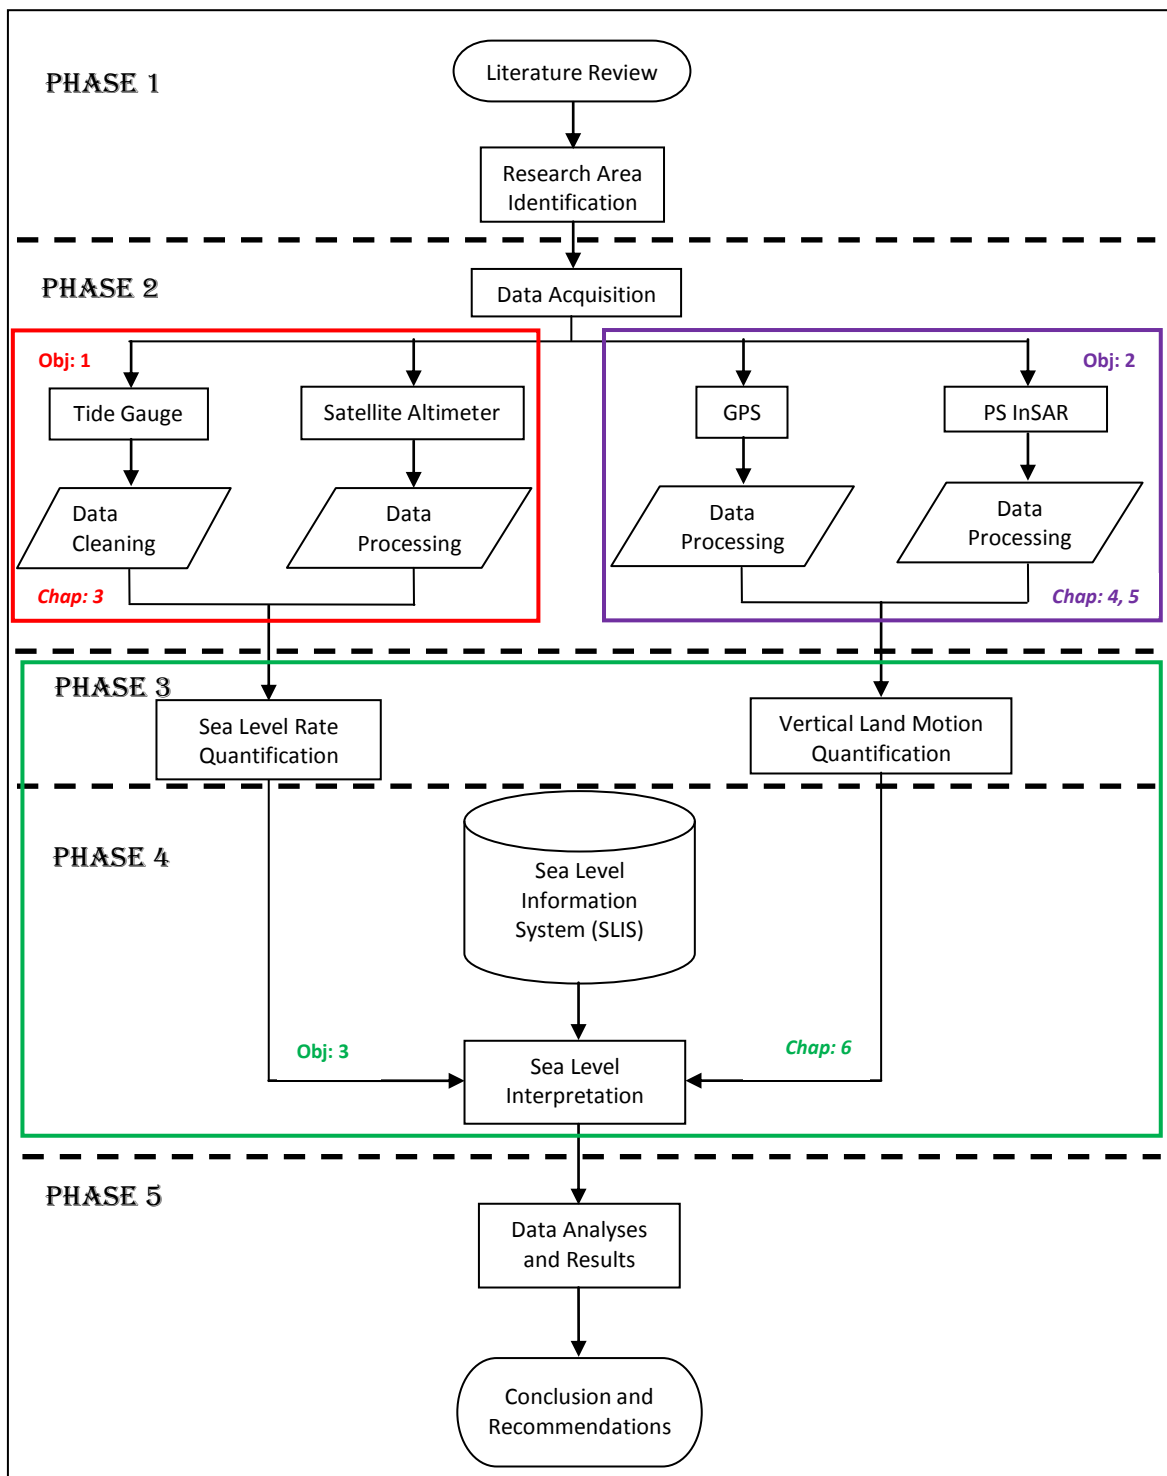 PHASE 1
Literature Review
Research Area
Identification
PHASE 2
Data Acquisition
Obj: 1
Obj: 2
Tide Gauge
Satellite Altimeter
GPS
PS InSAR
Data
Cleaning
Data
Processing
Data
Processing
Data
Processing
Chap: 3
Chap: 4, 5
PHASE 3
Sea Level Rate
Quantification
Vertical Land Motion
Quantification
PHASE 4
Sea Level
Information
System (SLIS)
Obj: 3
Chap: 6
Sea Level
Interpretation
PHASE 5
Data Analyses
and Results
Conclusion and
Recommendations